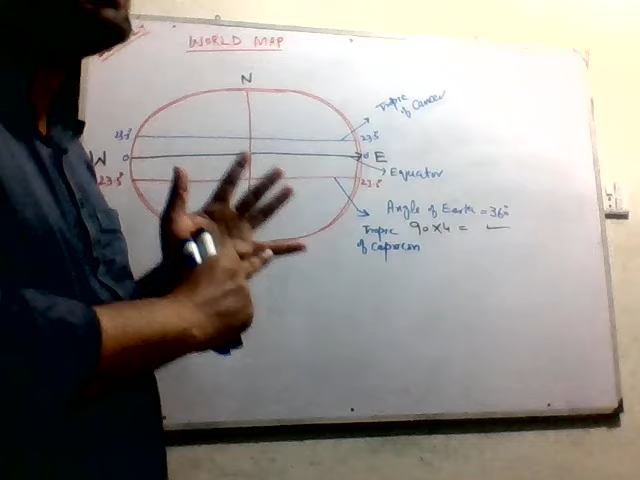 WORLD MAP
N
Tropic
of Cancer
23.5°
23.5
W 0
0 E
Equator
23.5°
23.5°
Angle of Earth = 360°
Tropic
90 x 4 =
of Capricon